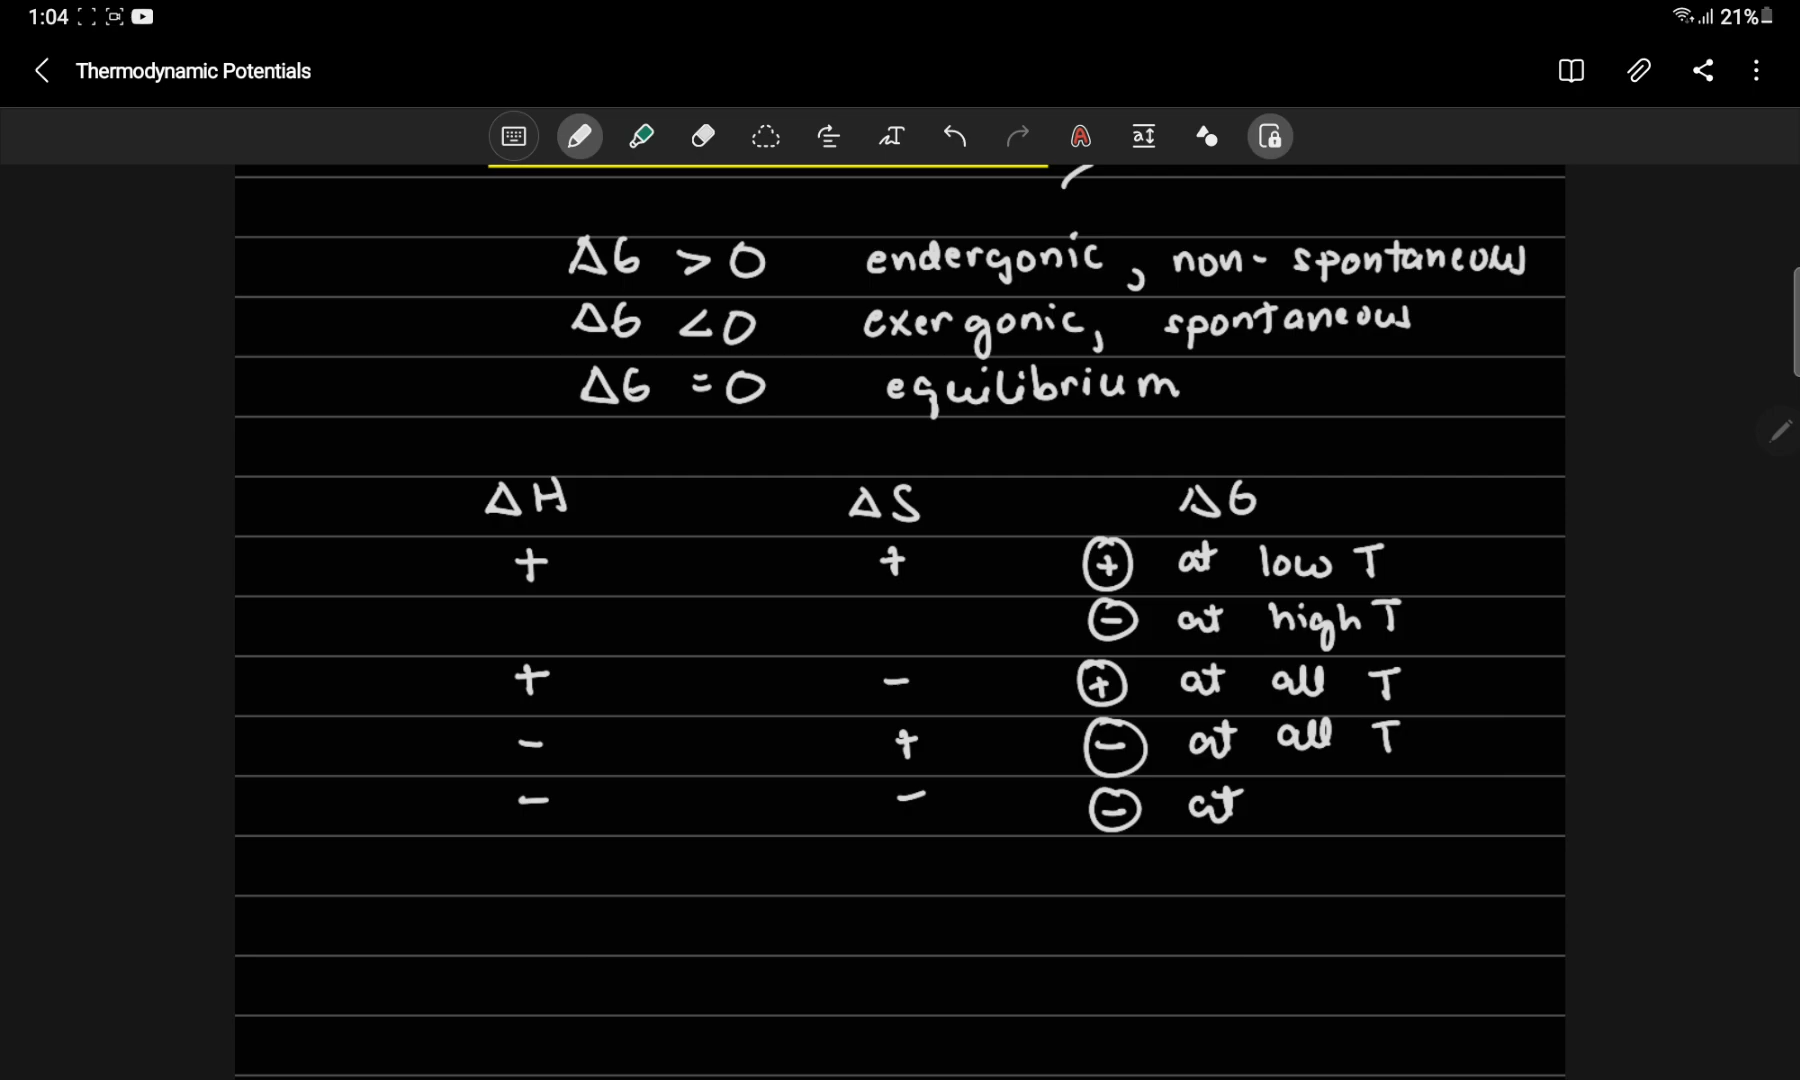 1:04 21%
Thermodynamic Potentials
ΔG > 0 endergonic, non-spontaneous
ΔG < 0 exergonic, spontaneous
ΔG = 0 equilibrium
ΔH ΔS ΔG
+ + ⊕ at low T
⊖ at high T
+ - ⊕ at all T
- + ⊖ at all T
- - ⊖ at